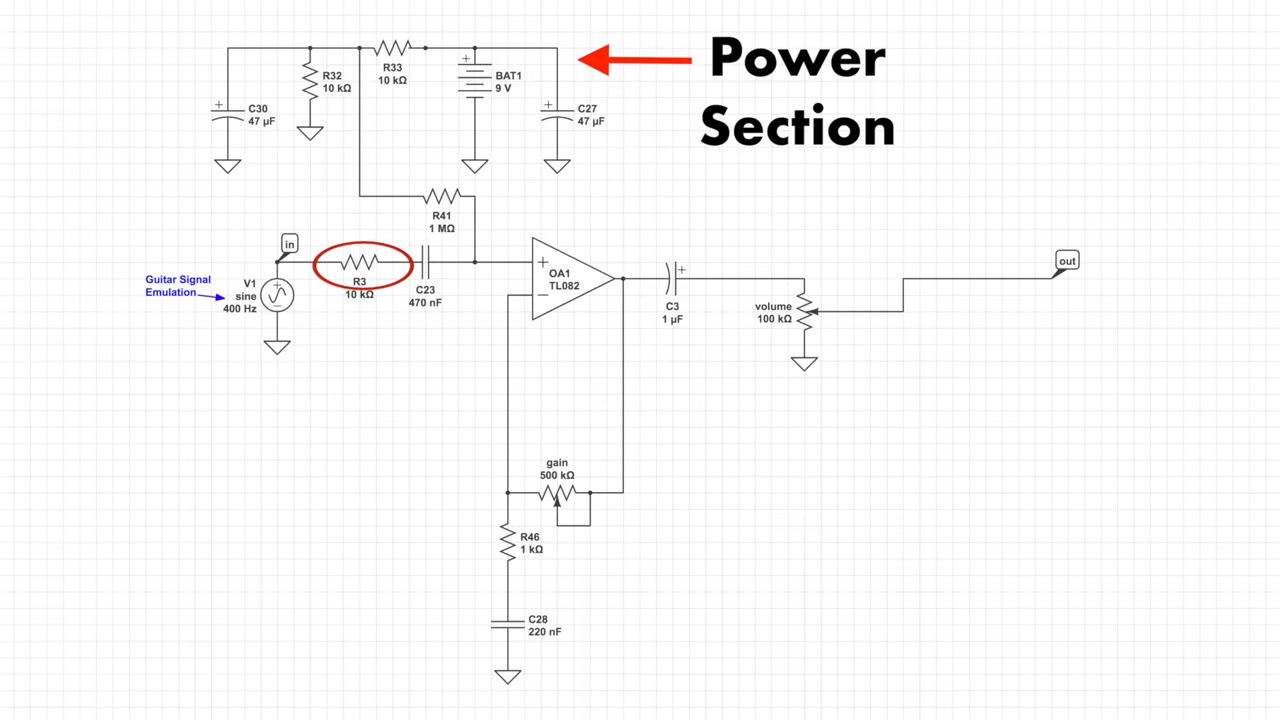 Power
Section
R33
10 kΩ
R32
10 kΩ
BAT1
9 V
C30
47 µF
C27
47 µF
R41
1 MΩ
in
Guitar Signal
Emulation
V1
sine
400 Hz
R3
10 kΩ
C23
470 nF
OA1
TL082
C3
1 µF
volume
100 kΩ
out
gain
500 kΩ
R46
1 kΩ
C28
220 nF